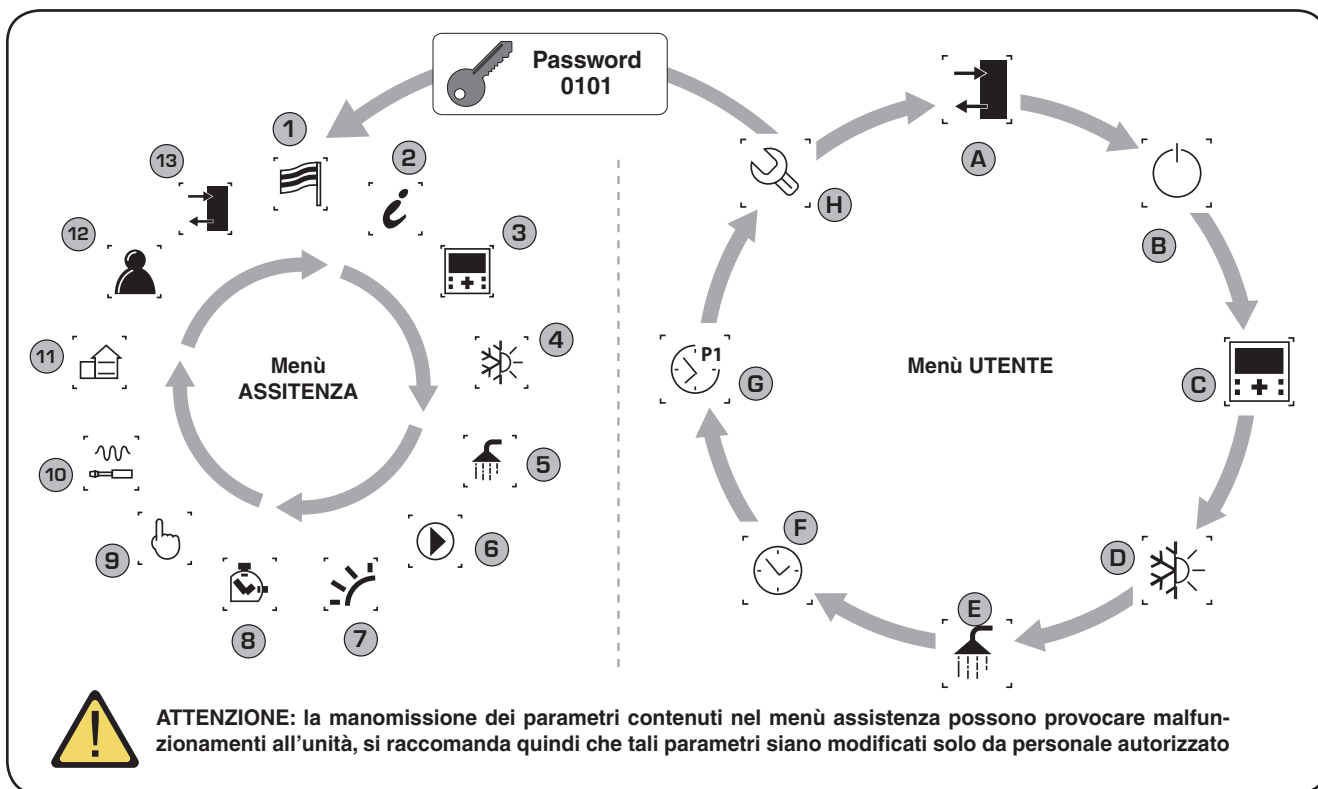 Password
0101
1
2
3
4
5
6
7
8
9
10
11
12
13
Menù
ASSITENZA
A
B
C
D
E
F
G
P1
H
Menù UTENTE
ATTENZIONE: la manomissione dei parametri contenuti nel menù assistenza possono provocare malfun-
zionamenti all'unità, si raccomanda quindi che tali parametri siano modificati solo da personale autorizzato